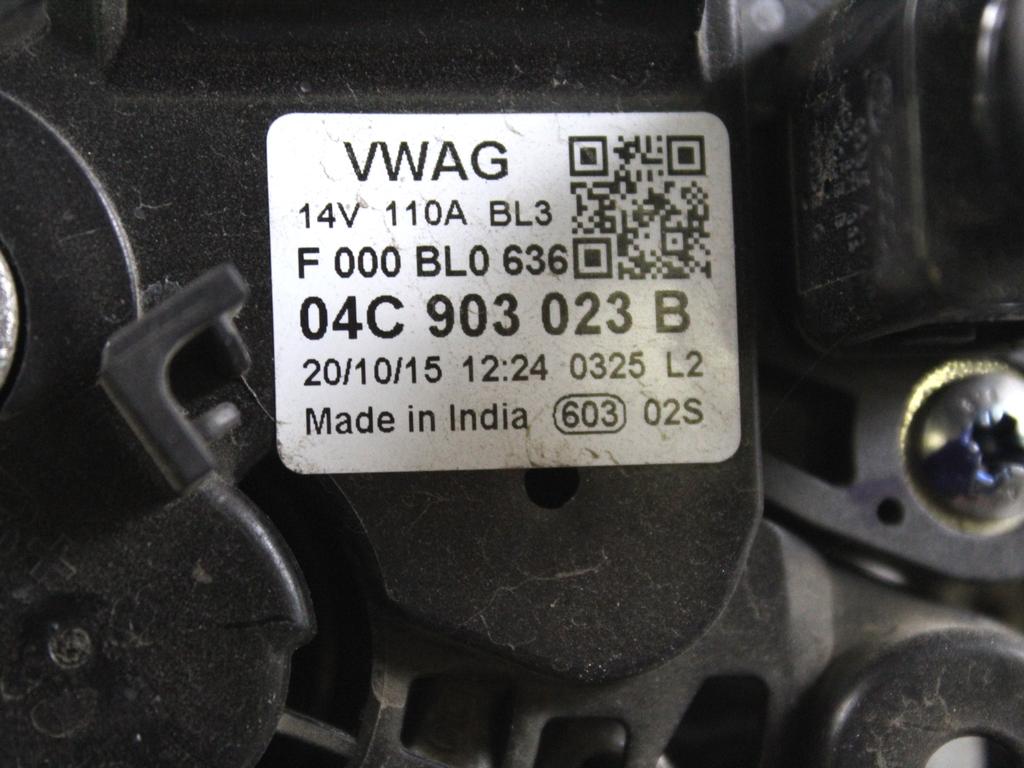 VWAG
14V 110A BL3
F 000 BL0 636
04C 903 023 B
20/10/15 12:24 0325 L2
Made in India 603 02S